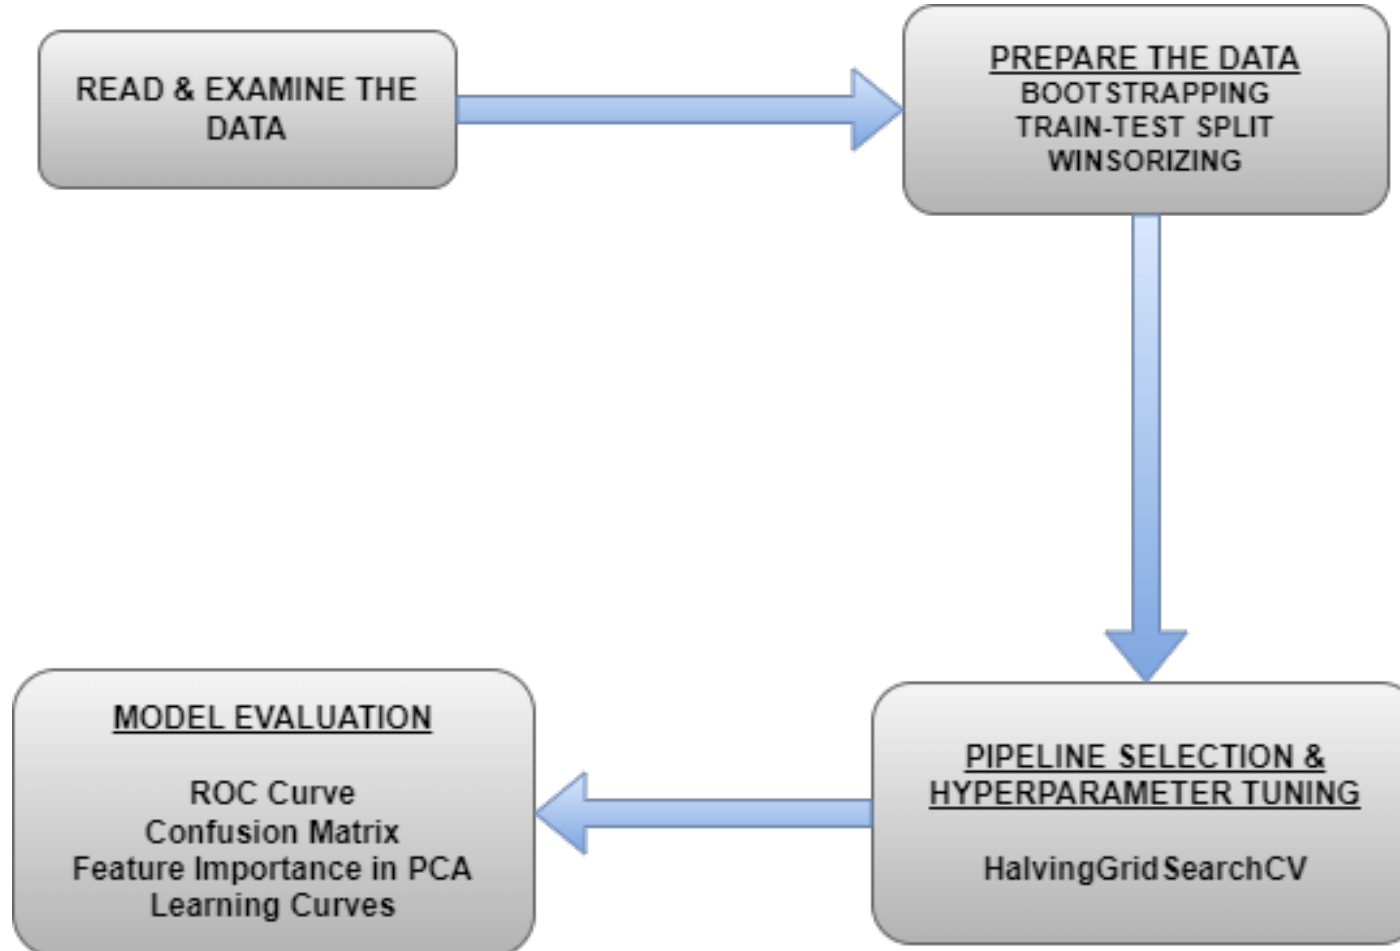 READ & EXAMINE THE
DATA
PREPARE THE DATA
BOOTSTRAPPING
TRAIN-TEST SPLIT
WINSORIZING
PIPELINE SELECTION &
HYPERPARAMETER TUNING
HalvingGridSearchCV
MODEL EVALUATION
ROC Curve
Confusion Matrix
Feature Importance in PCA
Learning Curves